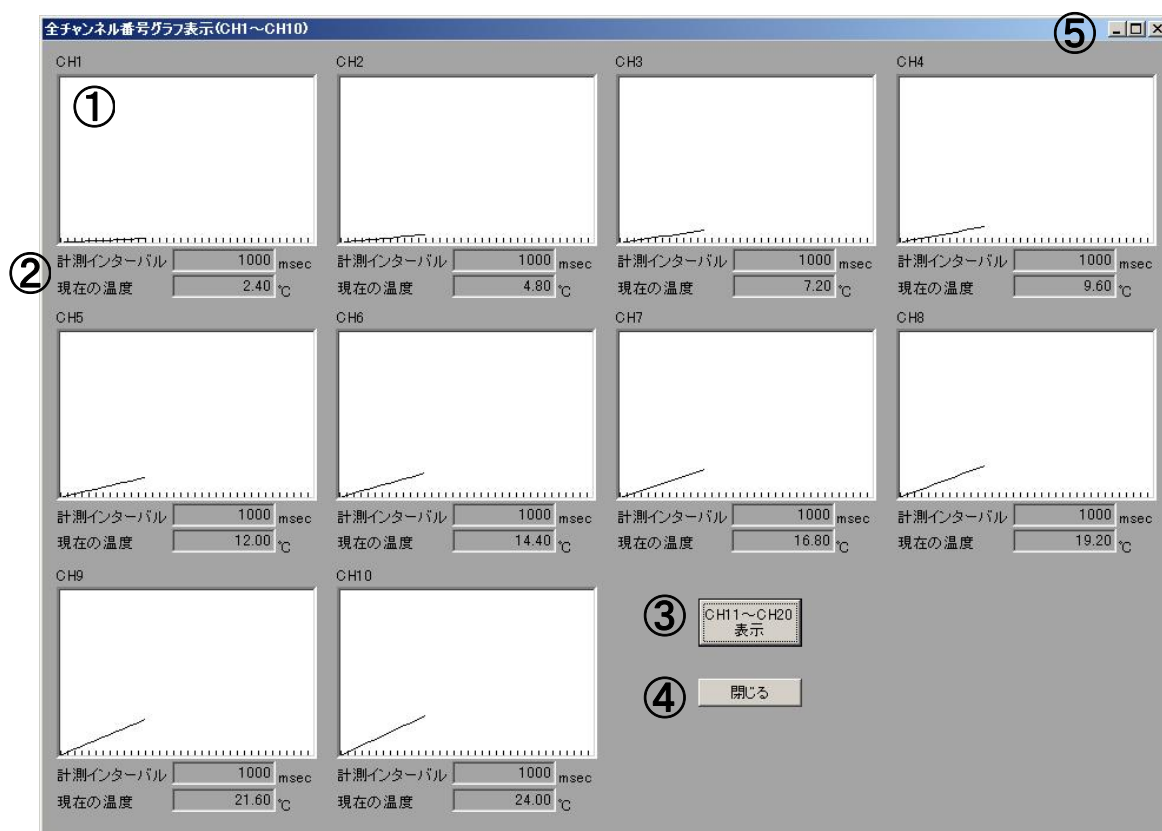 全チャンネル番号グラフ表示(CH1～CH10)
⑤
CH1
CH2
CH3
CH4
①
②
計測インターバル 1000 msec
現在の温度 2.40 ℃
計測インターバル 1000 msec
現在の温度 4.80 ℃
計測インターバル 1000 msec
現在の温度 7.20 ℃
計測インターバル 1000 msec
現在の温度 9.60 ℃
CH5
CH6
CH7
CH8
計測インターバル 1000 msec
現在の温度 12.00 ℃
計測インターバル 1000 msec
現在の温度 14.40 ℃
計測インターバル 1000 msec
現在の温度 16.80 ℃
計測インターバル 1000 msec
現在の温度 19.20 ℃
CH9
CH10
計測インターバル 1000 msec
現在の温度 21.60 ℃
計測インターバル 1000 msec
現在の温度 24.00 ℃
③
CH11～CH20
表示
④
閉じる